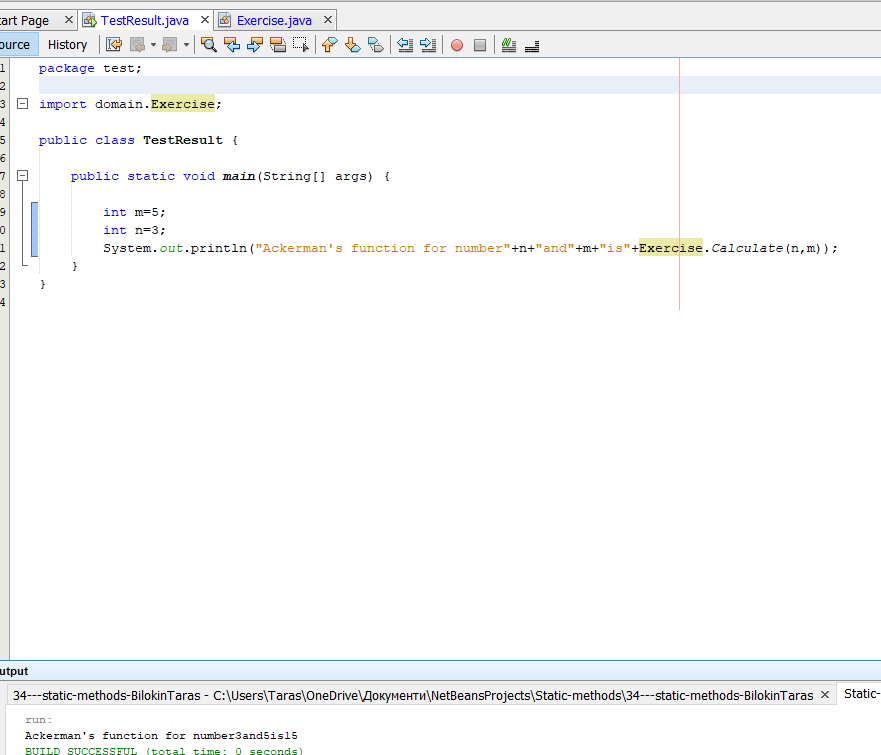 tart Page
TestResult.java
Exercise.java
ource History
1 package test;
2
3 import domain.Exercise;
4
5 public class TestResult {
6
7 public static void main(String[] args) {
8
9 int m=5;
0 int n=3;
1 System.out.println("Ackerman's function for number"+n+"and"+m+"is"+Exercise.Calculate(n,m));
2 }
3 }
4
utput
34---static-methods-BilokinTaras - C:\Users\Taras\OneDrive\Документи\NetBeansProjects\Static-methods\34---static-methods-BilokinTaras
Static-
run:
Ackerman's function for number3and5is15
BUILD SUCCESSFUL (total time: 0 seconds)